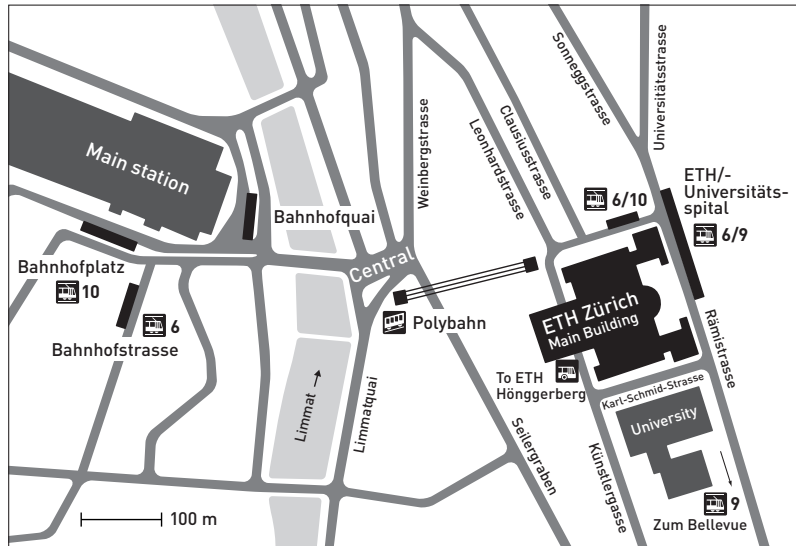 Sonneggstrasse
Universitätsstrasse
Weinbergstrasse
Leonhardstrasse
Clausiusstrasse
Main station
ETH/-
Universitäts-
spital
6/10
6/9
Bahnhofquai
Central
Bahnhofplatz
10
6
Bahnhofstrasse
Polybahn
ETH Zürich
Main Building
Rämistrasse
To ETH
Hönggerberg
Karl-Schmid-Strasse
University
Limmat →
Limmatquai
Seilergraben
Künstlergasse
9
Zum Bellevue
100 m